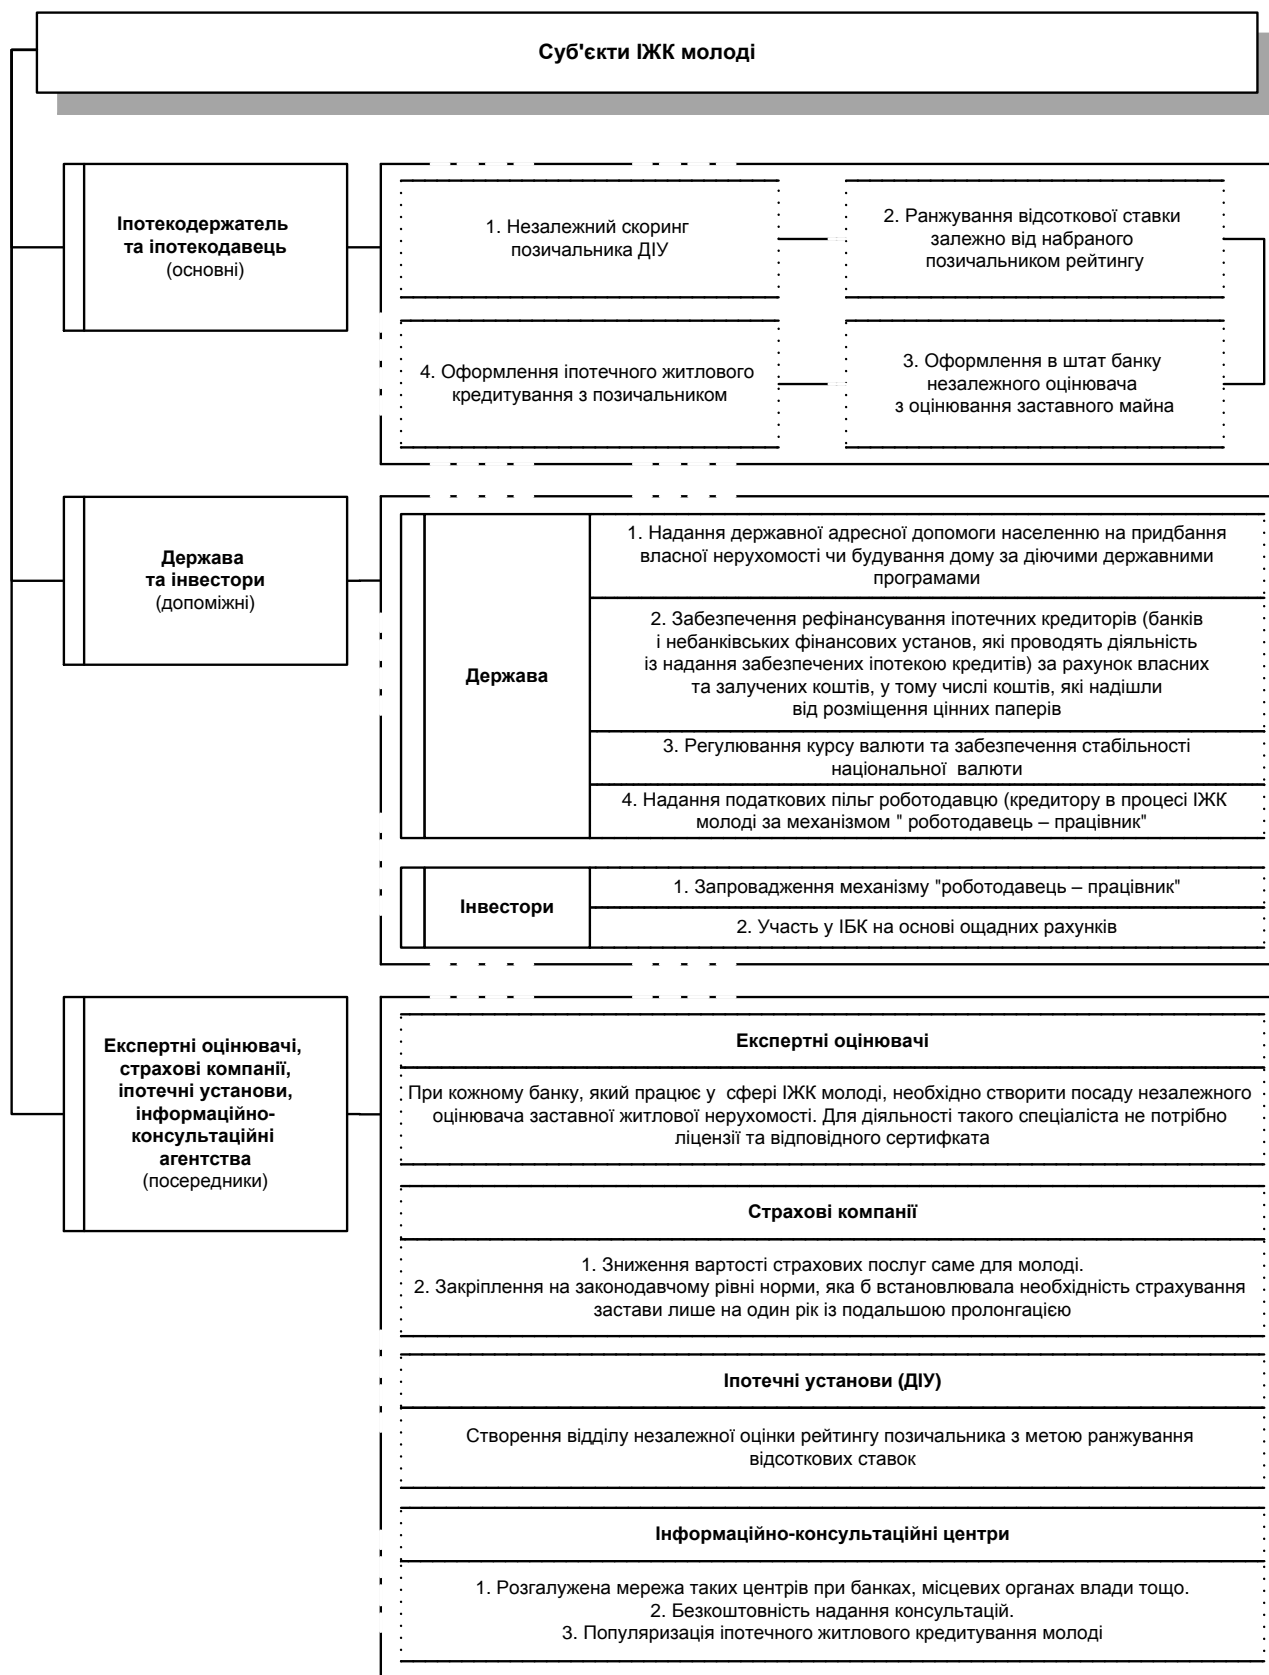 Суб'єкти ІЖК молоді
Іпотекодержатель
та іпотекодавець
(основні)
1. Незалежний скоринг
позичальника ДІУ
2. Ранжування відсоткової ставки
залежно від набраного
позичальником рейтингу
4. Оформлення іпотечного житлового
кредитування з позичальником
3. Оформлення в штат банку
незалежного оцінювача
з оцінювання заставного майна
Держава
та інвестори
(допоміжні)
Держава
1. Надання державної адресної допомоги населенню на придбання
власної нерухомості чи будування дому за діючими державними
програмами
2. Забезпечення рефінансування іпотечних кредиторів (банків
і небанківських фінансових установ, які проводять діяльність
із надання забезпечених іпотекою кредитів) за рахунок власних
та залучених коштів, у тому числі коштів, які надішли
від розміщення цінних паперів
3. Регулювання курсу валюти та забезпечення стабільності
національної валюти
4. Надання податкових пільг роботодавцю (кредитору в процесі ІЖК
молоді за механізмом " роботодавець – працівник"
Інвестори
1. Запровадження механізму "роботодавець – працівник"
2. Участь у ІБК на основі ощадних рахунків
Експертні оцінювачі,
страхові компанії,
іпотечні установи,
інформаційно-
консультаційні
агентства
(посередники)
Експертні оцінювачі
При кожному банку, який працює у сфері ІЖК молоді, необхідно створити посаду незалежного
оцінювача заставної житлової нерухомості. Для діяльності такого спеціаліста не потрібно
ліцензії та відповідного сертифката
Страхові компанії
1. Зниження вартості страхових послуг саме для молоді.
2. Закріплення на законодавчому рівні норми, яка б встановлювала необхідність страхування
застави лише на один рік із подальшою пролонгацією
Іпотечні установи (ДІУ)
Створення відділу незалежної оцінки рейтингу позичальника з метою ранжування
відсоткових ставок
Інформаційно-консультаційні центри
1. Розгалужена мережа таких центрів при банках, місцевих органах влади тощо.
2. Безкоштовність надання консультацій.
3. Популяризація іпотечного житлового кредитування молоді